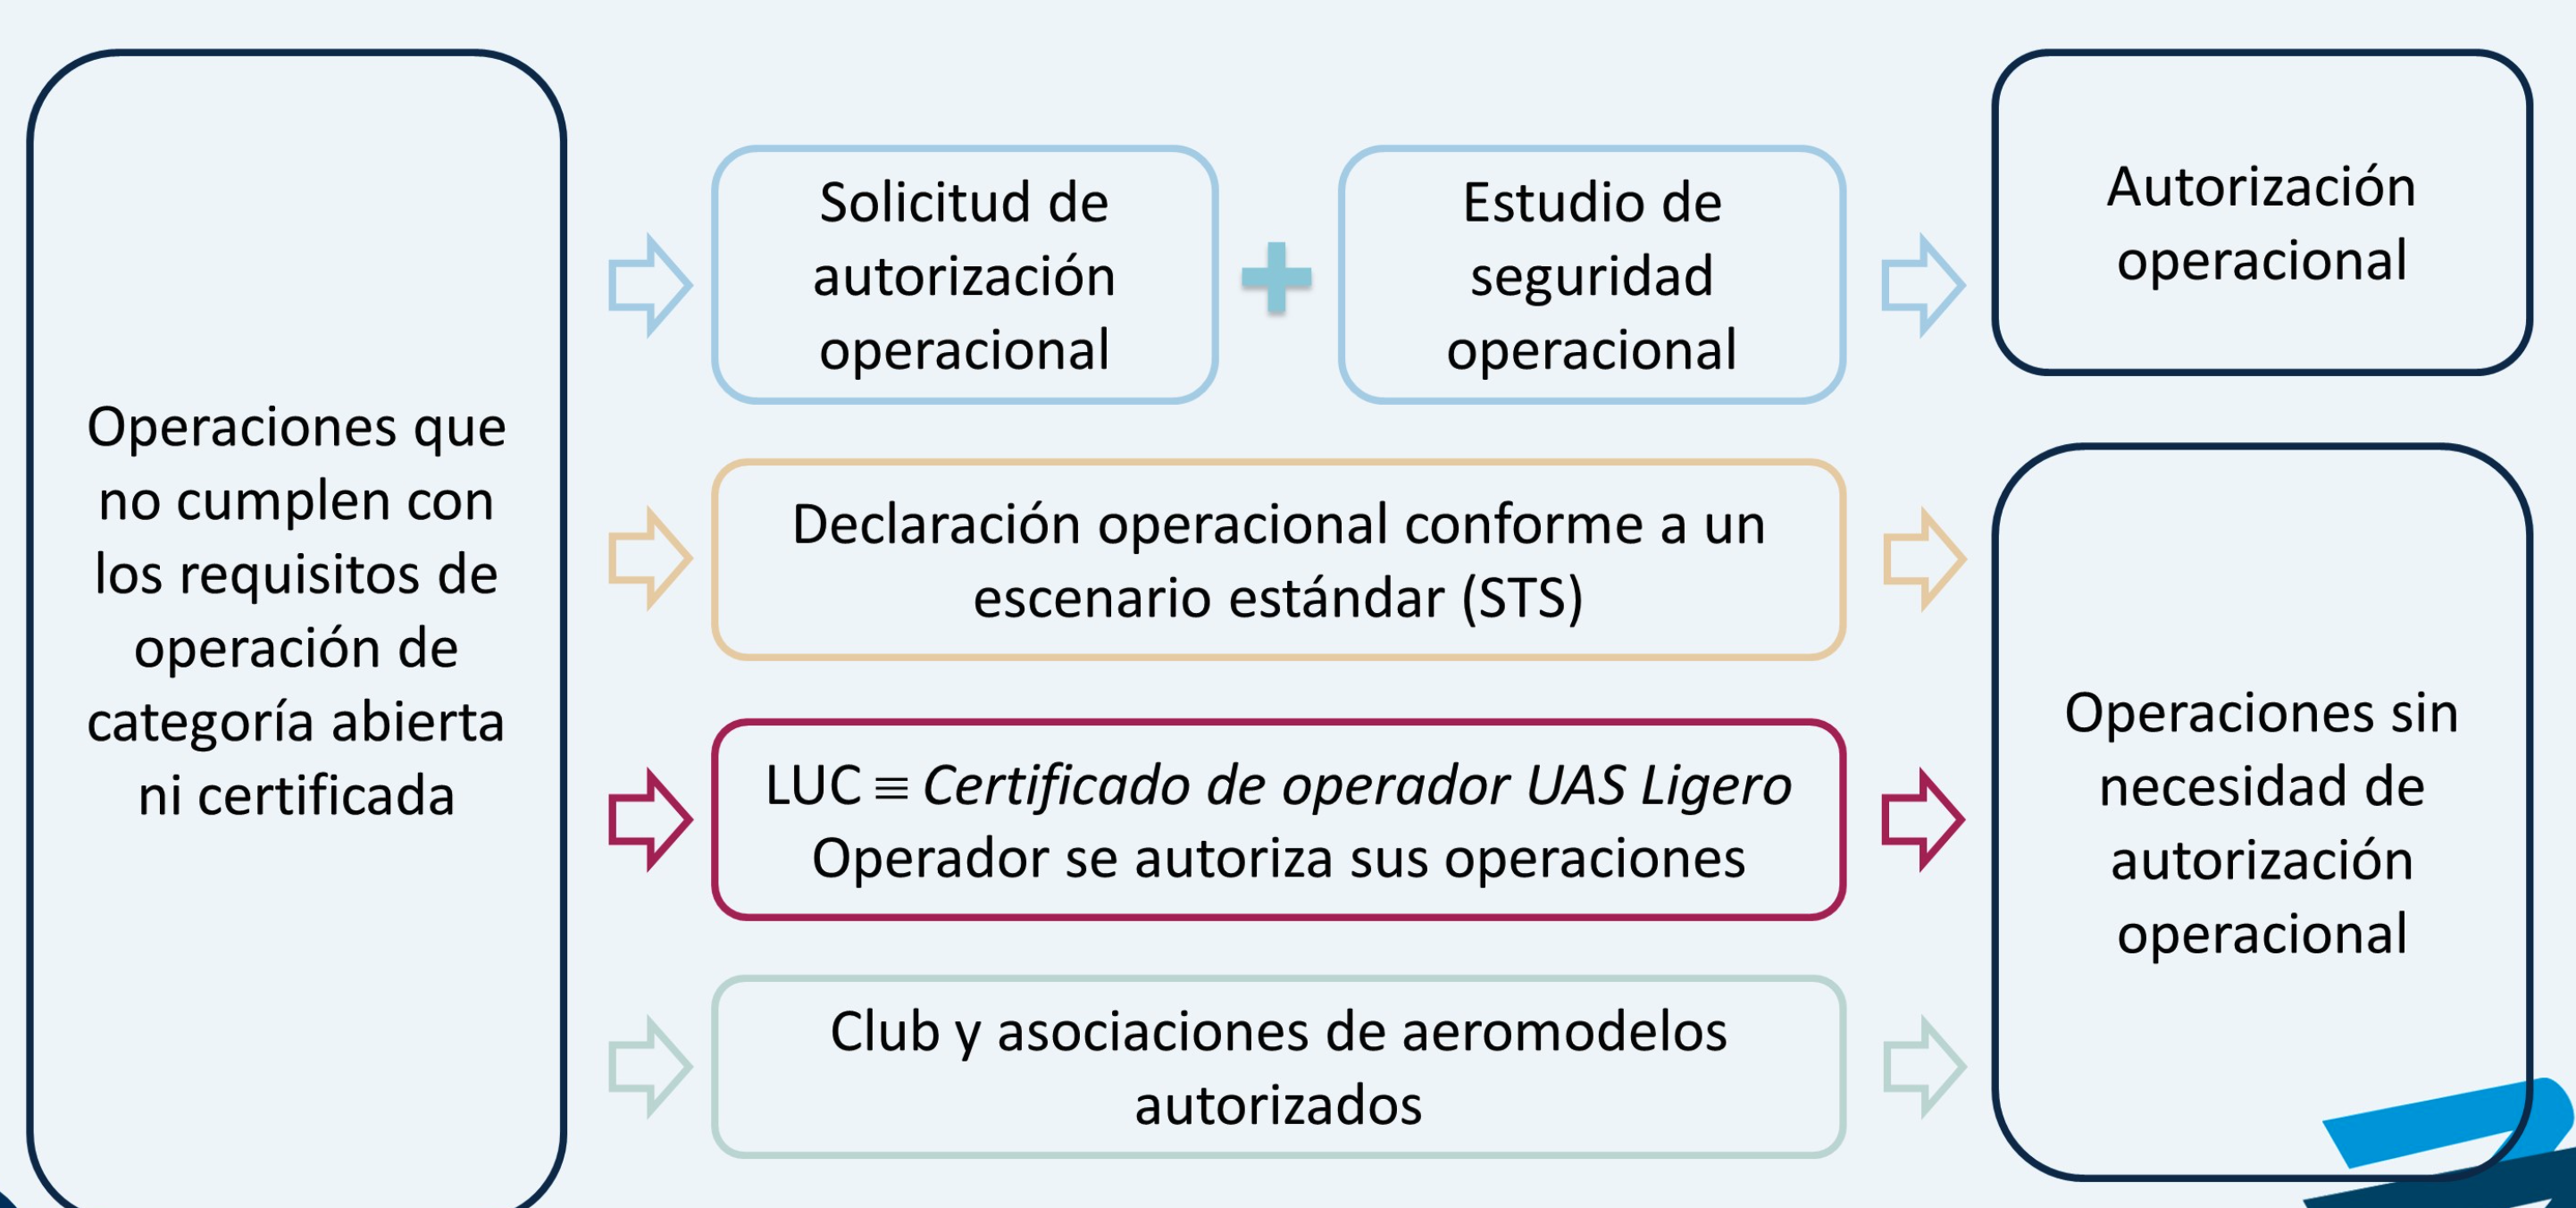 Operaciones que
no cumplen con
los requisitos de
operación de
categoría abierta
ni certificada
Solicitud de
autorización
operacional
Estudio de
seguridad
operacional
Autorización
operacional
Declaración operacional conforme a un
escenario estándar (STS)
LUC ≡ Certificado de operador UAS Ligero
Operador se autoriza sus operaciones
Club y asociaciones de aeromodelos
autorizados
Operaciones sin
necesidad de
autorización
operacional